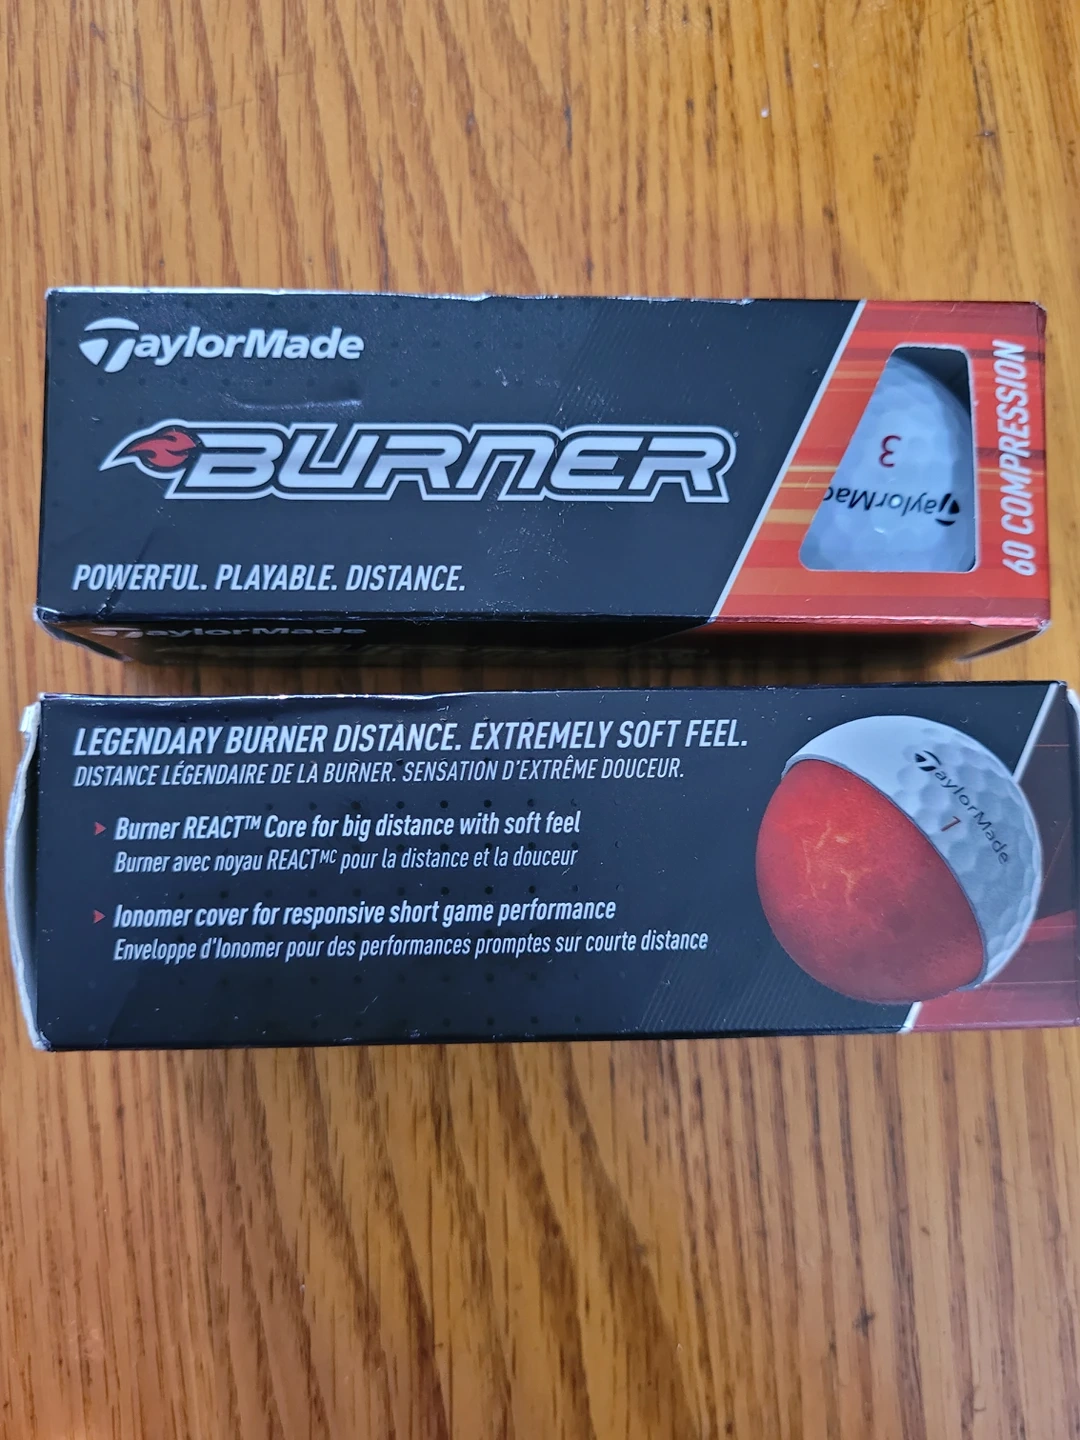 TaylorMade
BURNER
POWERFUL. PLAYABLE. DISTANCE.
3
TaylorMad
60 COMPRESSION
TaylorMade
LEGENDARY BURNER DISTANCE. EXTREMELY SOFT FEEL.
DISTANCE LÉGENDAIRE DE LA BURNER. SENSATION D'EXTRÊME DOUCEUR.
Burner REACT™ Core for big distance with soft feel
Burner avec noyau REACTᴹᶜ pour la distance et la douceur
Ionomer cover for responsive short game performance
Enveloppe d'Ionomer pour des performances promptes sur courte distance
TaylorMade
1